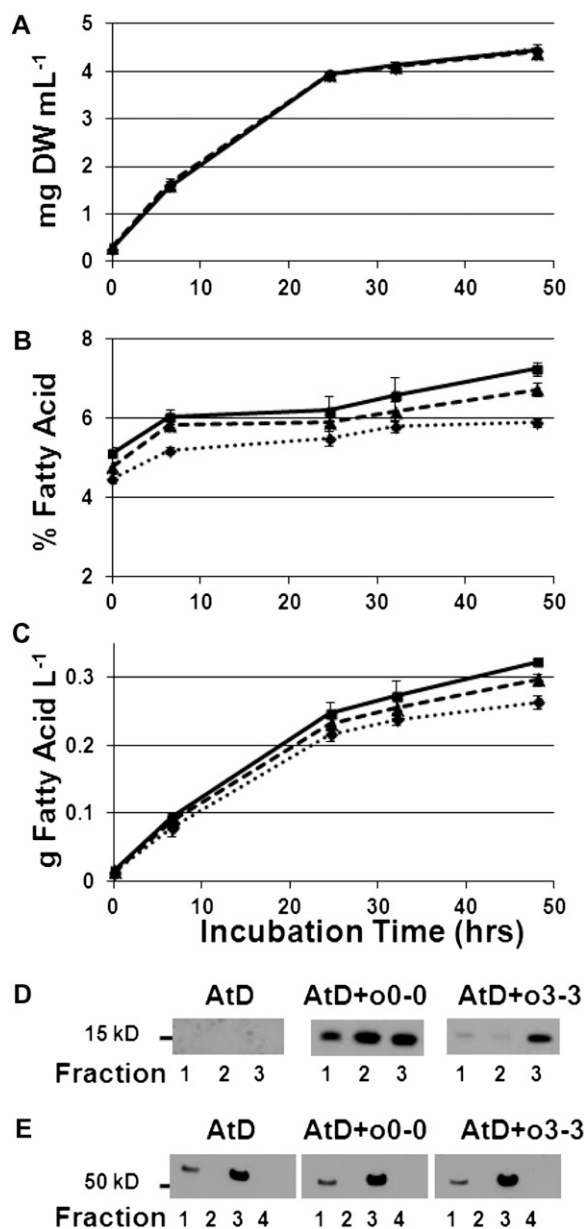 A
mg DW mL-1
5
4
3
2
1
0
0 10 20 30 40 50
B
% Fatty Acid
8
6
4
2
0 10 20 30 40 50
C
g Fatty Acid L-1
0.3
0.2
0.1
0
0 10 20 30 40 50
Incubation Time (hrs)
D
AtD AtD+o0-0 AtD+o3-3
15 kD
Fraction 1 2 3 1 2 3 1 2 3
E
AtD AtD+o0-0 AtD+o3-3
50 kD
Fraction 1 2 3 4 1 2 3 4 1 2 3 4